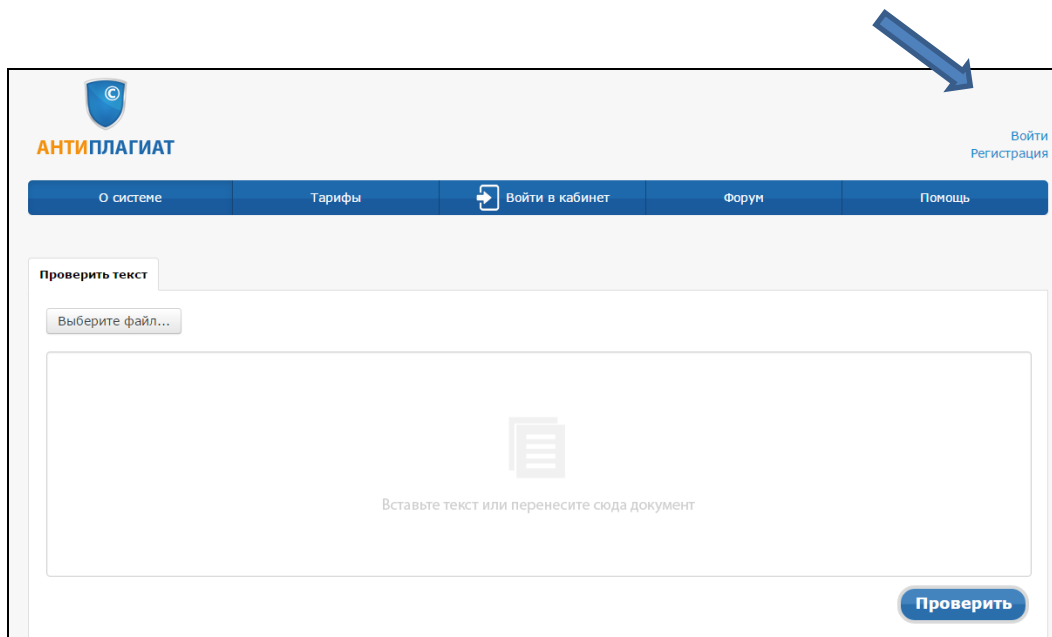 ©
АНТИПЛАГИАТ
Войти
Регистрация
О системе
Тарифы
Войти в кабинет
Форум
Помощь
Проверить текст
Выберите файл...
Вставьте текст или перенесите сюда документ
Проверить